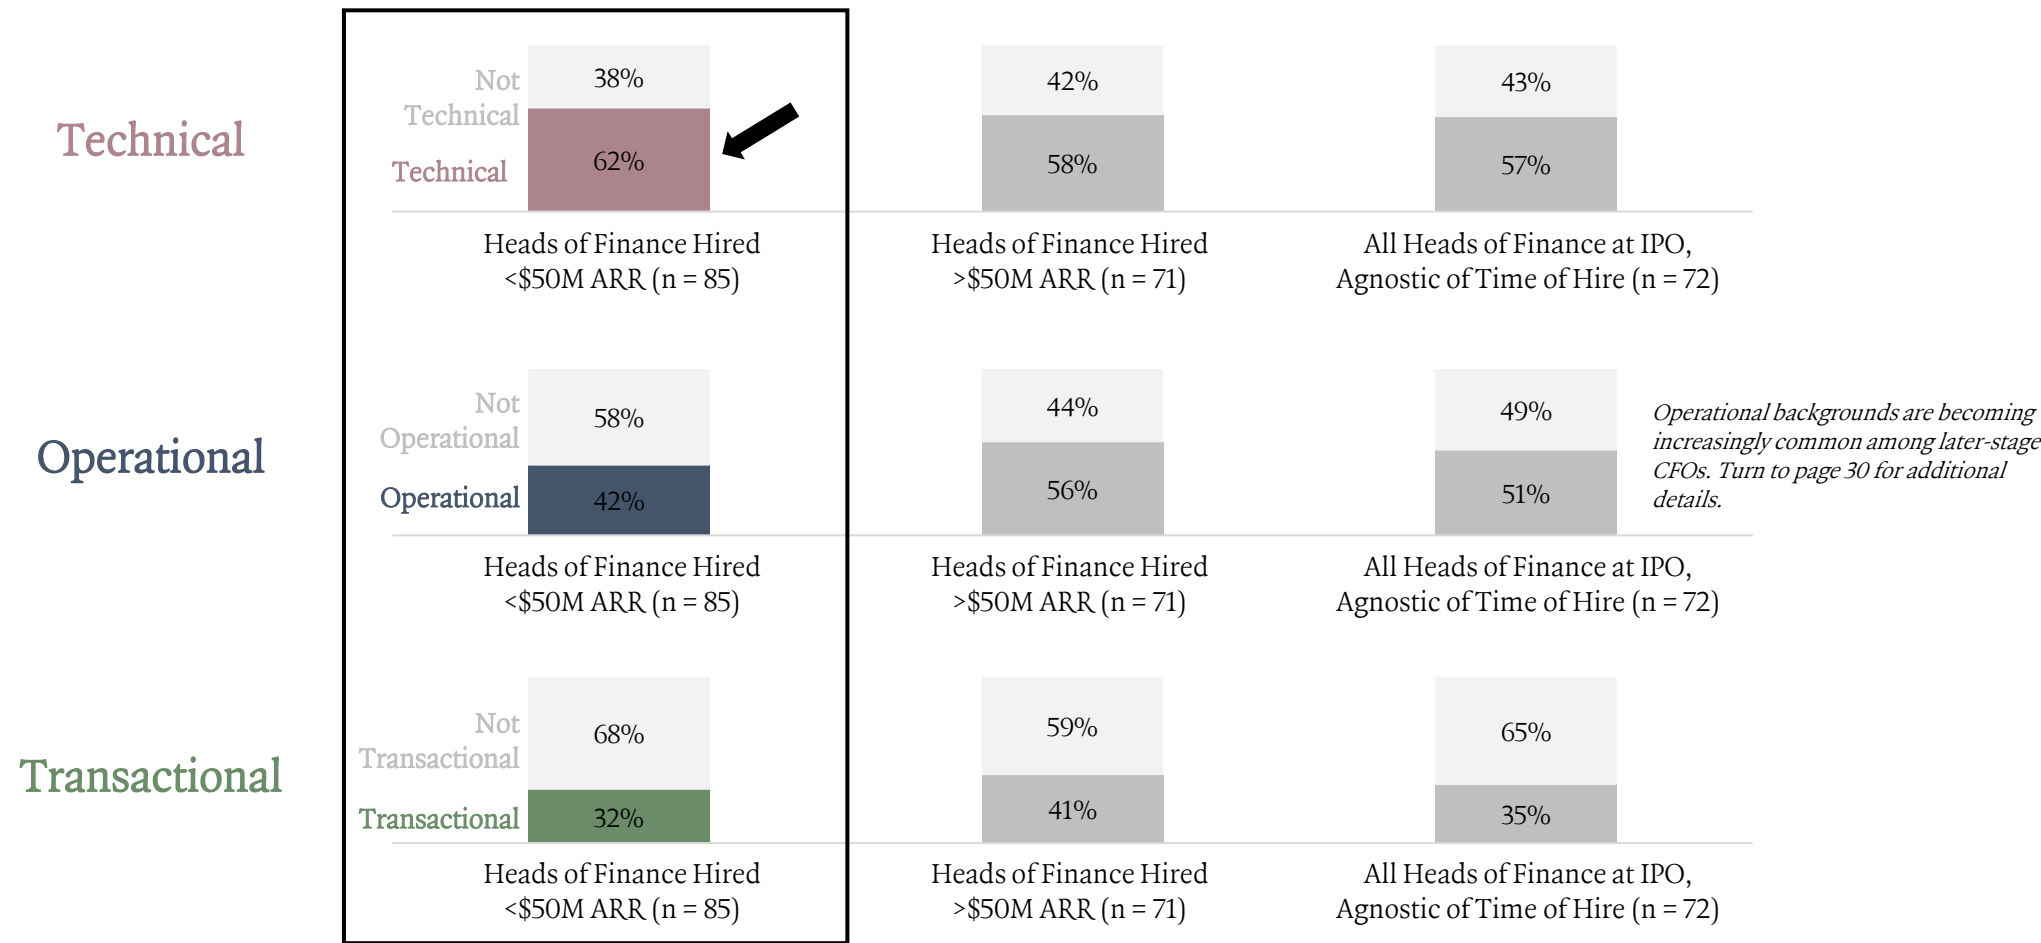 Technical
Not
Technical
Technical
38%
62%
42%
58%
43%
57%
Heads of Finance Hired
<$50M ARR (n = 85)
Heads of Finance Hired
>$50M ARR (n = 71)
All Heads of Finance at IPO,
Agnostic of Time of Hire (n = 72)
Operational
Not
Operational
Operational
58%
42%
44%
56%
49%
51%
Operational backgrounds are becoming
increasingly common among later-stage
CFOs. Turn to page 30 for additional
details.
Heads of Finance Hired
<$50M ARR (n = 85)
Heads of Finance Hired
>$50M ARR (n = 71)
All Heads of Finance at IPO,
Agnostic of Time of Hire (n = 72)
Transactional
Not
Transactional
Transactional
68%
32%
59%
41%
65%
35%
Heads of Finance Hired
<$50M ARR (n = 85)
Heads of Finance Hired
>$50M ARR (n = 71)
All Heads of Finance at IPO,
Agnostic of Time of Hire (n = 72)